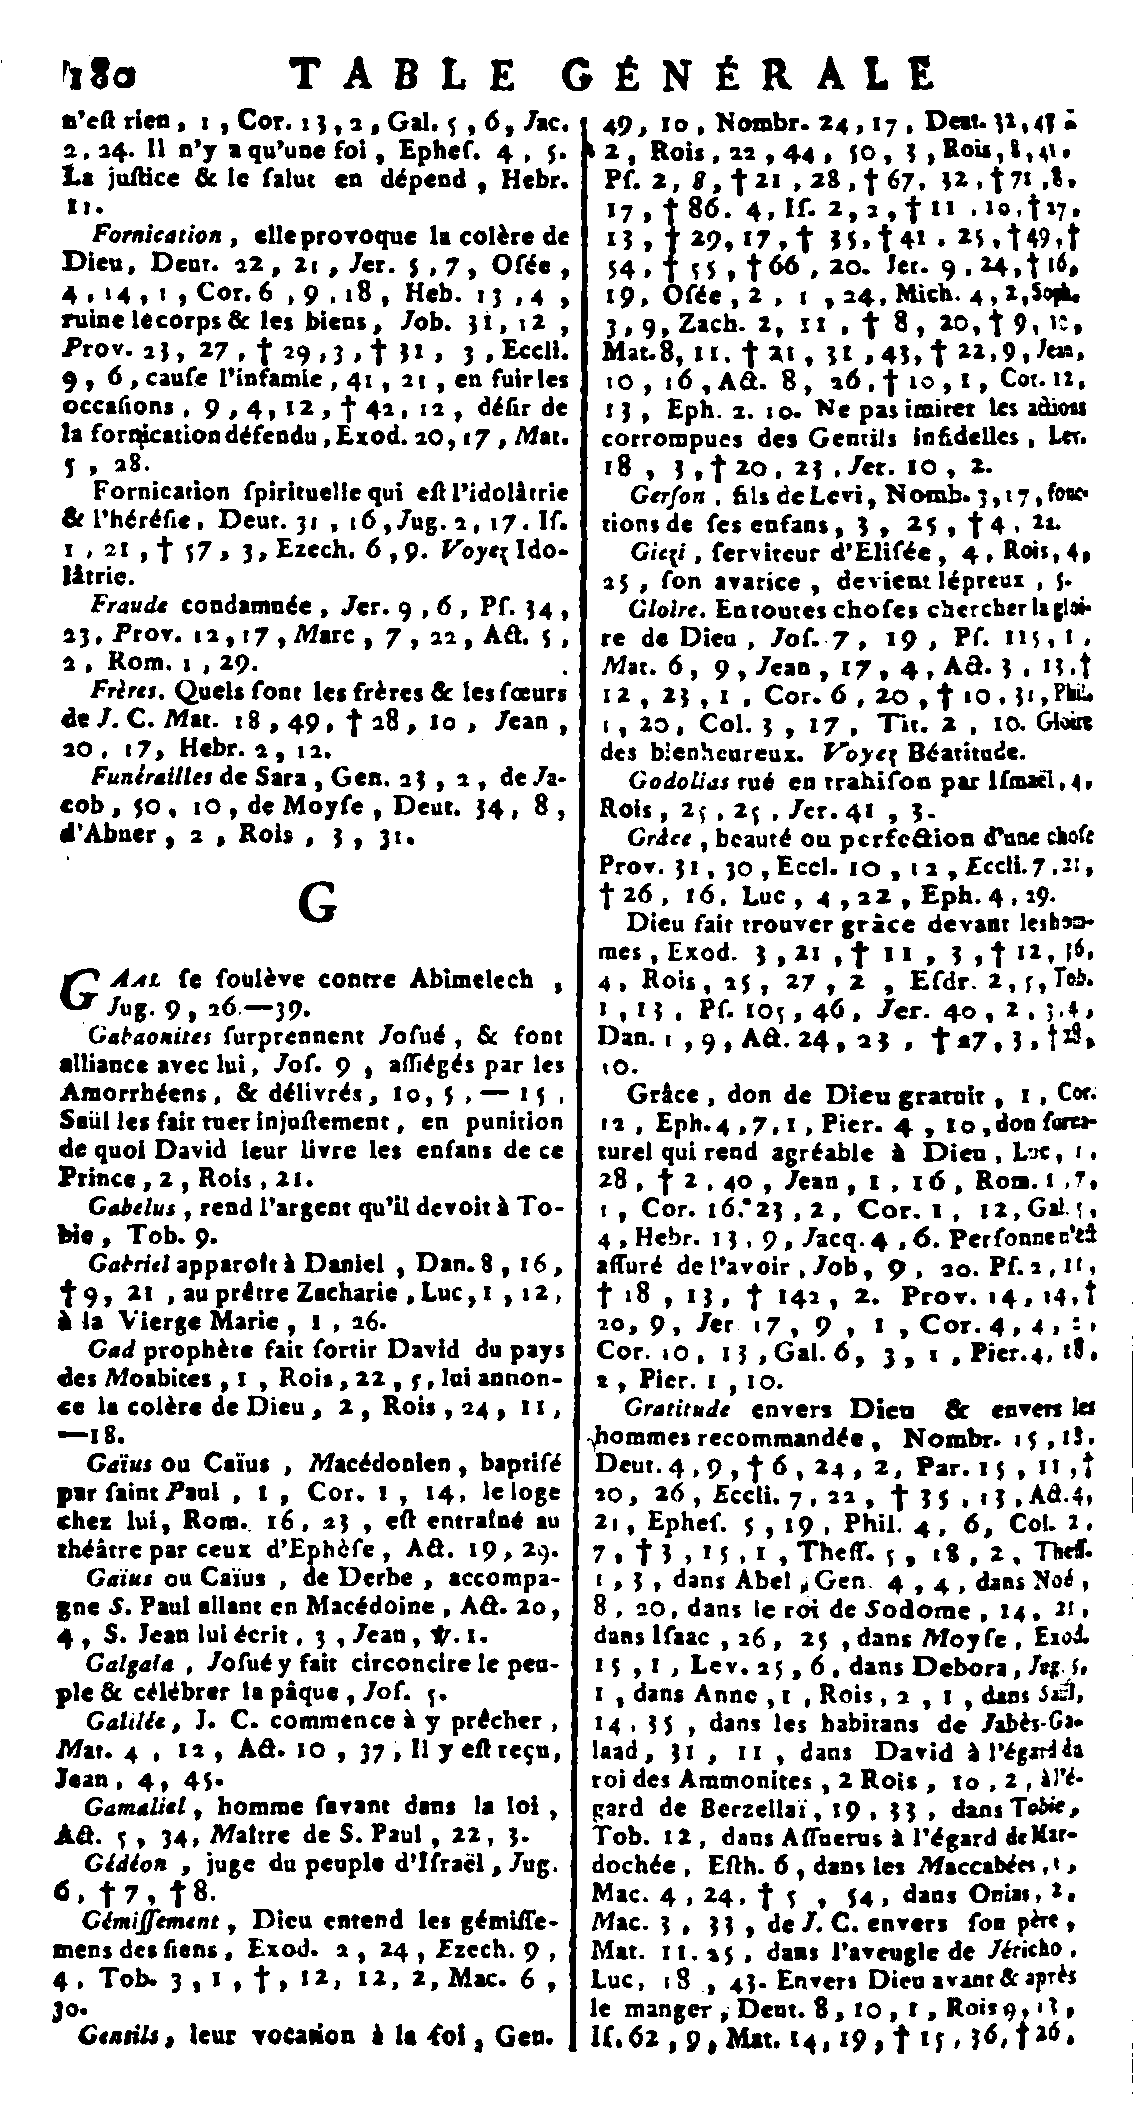 180 TABLE GÉNÉRALE
n'eſt rien, 1, Cor. 13, 2, Gal. 5, 6, Jac.
2, 24. Il n'y a qu'une foi, Epheſ. 4, 5.
La juſtice & le ſalut en dépend, Hebr.
11.
Fornication, elle provoque la colère de
Dieu, Deut. 22, 21, Jer. 5, 7, Oſée,
4, 14, 1, Cor. 6, 9, 18, Heb. 13, 4,
ruine le corps & les biens, Job. 31, 12,
Prov. 23, 27, † 29, 3, † 31, 3, Eccli.
9, 6, cauſe l'infamie, 41, 21, en fuir les
occaſions, 9, 4, 12, † 42, 12, déſir de
la fornication défendu, Exod. 20, 17, Mat.
5, 28.
Fornication ſpirituelle qui eſt l'idolâtrie
& l'héréſie, Deut. 31, 16, Jug. 2, 17. Iſ.
1, 21, † 57, 3, Ezech. 6, 9. Voyez Ido-
lâtrie.
Fraude condamnée, Jer. 9, 6, Pſ. 34,
23, Prov. 12, 17, Marc, 7, 22, Act. 5,
2, Rom. 1, 29.
Frères. Quels ſont les frères & les ſœurs
de J. C. Mat. 18, 49, † 28, 10, Jean,
20, 17, Hebr. 2, 12.
Funérailles de Sara, Gen. 23, 2, de Ja-
cob, 50, 10, de Moyſe, Deut. 34, 8,
d'Abner, 2, Rois, 3, 31.
G
GAAL ſe ſoulève contre Abimelech,
Jug. 9, 26.—39.
Gabaonites ſurprennent Joſué, & font
alliance avec lui, Joſ. 9, aſſiégés par les
Amorrhéens, & délivrés, 10, 5,—15,
Saül les fait tuer injuſtement, en punition
de quoi David leur livre les enfans de ce
Prince, 2, Rois, 21.
Gabelus, rend l'argent qu'il devoit à To-
bie, Tob. 9.
Gabriel apparoît à Daniel, Dan. 8, 16,
† 9, 21, au prêtre Zacharie, Luc, 1, 12,
à la Vierge Marie, 1, 26.
Gad prophète fait ſortir David du pays
des Moabites, 1, Rois, 22, 5, lui annon-
ce la colère de Dieu, 2, Rois, 24, 11,
—18.
Gaïus ou Caïus, Macédonien, baptiſé
par ſaint Paul, 1, Cor. 1, 14, le loge
chez lui, Rom. 16, 23, eſt entraîné au
théâtre par ceux d'Ephèſe, Act. 19, 29.
Gaïus ou Caïus, de Derbe, accompa-
gne S. Paul allant en Macédoine, Act. 20,
4, S. Jean lui écrit, 3, Jean, ℣. 1.
Galgala, Joſué y fait circoncire le peu-
ple & célébrer la pâque, Joſ. 5.
Galilée, J. C. commence à y prêcher,
Mat. 4, 12, Act. 10, 37, Il y eſt reçu,
Jean, 4, 45.
Gamaliel, homme ſavant dans la loi,
Act. 5, 34, Maître de S. Paul, 22, 3.
Gédéon, juge du peuple d'Iſraël, Jug.
6, † 7, † 8.
Gémiſſement, Dieu entend les gémiſſe-
mens des ſiens, Exod. 2, 24, Ezech. 9,
4, Tob. 3, 1, †, 12, 12, 2, Mac. 6,
30.
Gentils, leur vocation à la foi, Gen.
49, 10, Nombr. 24, 17, Deut. 32, 43
2, Rois, 22, 44, 50, 3, Rois, 8, 41,
Pſ. 2, 8, † 21, 28, † 67, 32, † 71, 8,
17, † 86. 4, Iſ. 2, 2, † 11, 10, † 27,
13, † 29, 17, † 35, † 41, 25, † 49, †
54, † 55, † 66, 20. Jer. 9, 24, † 16,
19, Oſée, 2, 1, 24, Mich. 4, 2, Soph.
3, 9, Zach. 2, 11, † 8, 20, † 9, 10,
Mat. 8, 11. † 21, 31, 43, † 22, 9, Jean,
10, 16, Act. 8, 26, † 10, 1, Cor. 12,
13, Eph. 2. 10. Ne pas imiter les actions
corrompues des Gentils infidelles, Ler.
18, 3, † 20, 23, Jer. 10, 2.
Gerſon, fils de Levi, Nomb. 3, 17, fonc-
tions de ſes enfans, 3, 25, † 4, 22.
Giezi, ſerviteur d'Eliſée, 4, Rois, 4,
25, ſon avarice, devient lépreux, 5.
Gloire. En toutes choſes chercher la gloi-
re de Dieu, Joſ. 7, 19, Pſ. 115, 1,
Mat. 6, 9, Jean, 17, 4, Act. 3, 13, †
12, 23, 1, Cor. 6, 20, † 10, 31, Phil.
1, 20, Col. 3, 17, Tit. 2, 10. Gloire
des bienheureux. Voyez Béatitude.
Godolias tué en trahiſon par Iſmaël, 4,
Rois, 25, 25, Jer. 41, 3.
Grâce, beauté ou perfection d'une choſe
Prov. 31, 30, Eccl. 10, 12, Eccli. 7, 21,
† 26, 16, Luc, 4, 22, Eph. 4, 29.
Dieu fait trouver grâce devant les hom-
mes, Exod. 3, 21, † 11, 3, † 12, 36,
4, Rois, 25, 27, 2, Eſdr. 2, 5, Tob.
1, 13, Pſ. 105, 46, Jer. 40, 2, 3, 4,
Dan. 1, 9, Act. 24, 23, † 27, 3, † 28,
10.
Grâce, don de Dieu gratuit, 1, Cor.
12, Eph. 4, 7, 1, Pier. 4, 10, don ſurna-
turel qui rend agréable à Dieu, Luc, 1,
28, † 2, 40, Jean, 1, 16, Rom. 1, 7,
1, Cor. 16. 23, 2, Cor. 1, 12, Gal. 5,
4, Hebr. 13, 9, Jacq. 4, 6. Perſonne n'eſt
aſſuré de l'avoir, Job, 9, 20. Pſ. 2, 11,
† 18, 13, † 142, 2. Prov. 14, 14, †
20, 9, Jer 17, 9, 1, Cor. 4, 4, 2,
Cor. 10, 13, Gal. 6, 3, 1, Pier. 4, 18,
2, Pier. 1, 10.
Gratitude envers Dieu & envers les
hommes recommandée, Nombr. 15, 18.
Deut. 4, 9, † 6, 24, 2, Par. 15, 11, †
20, 26, Eccli. 7, 22, † 35, 13, Act. 4,
21, Epheſ. 5, 19, Phil. 4, 6, Col. 2,
7, † 3, 15, 1, Theſſ. 5, 18, 2, Theſſ.
1, 3, dans Abel, Gen. 4, 4, dans Noé,
8, 20, dans le roi de Sodome, 14, 21,
dans Iſaac, 26, 25, dans Moyſe, Exod.
15, 1, Lev. 25, 6, dans Debora, Jug. 5,
1, dans Anne, 1, Rois, 2, 1, dans Saül,
14, 35, dans les habitans de Jabès-Ga-
laad, 31, 11, dans David à l'égard du
roi des Ammonites, 2 Rois, 10, 2, à l'é-
gard de Berzellaï, 19, 33, dans Tobie,
Tob. 12, dans Aſſuerus à l'égard de Mar-
dochée, Eſth. 6, dans les Maccabées, 1,
Mac. 4, 24, † 5, 54, dans Onias, 2,
Mac. 3, 33, de J. C. envers ſon père,
Mat. 11. 25, dans l'aveugle de Jéricho,
Luc, 18, 43. Envers Dieu avant & après
le manger, Deut. 8, 10, 1, Rois 9, 13,
Iſ. 62, 9, Mat. 14, 19, † 15, 36, † 26,